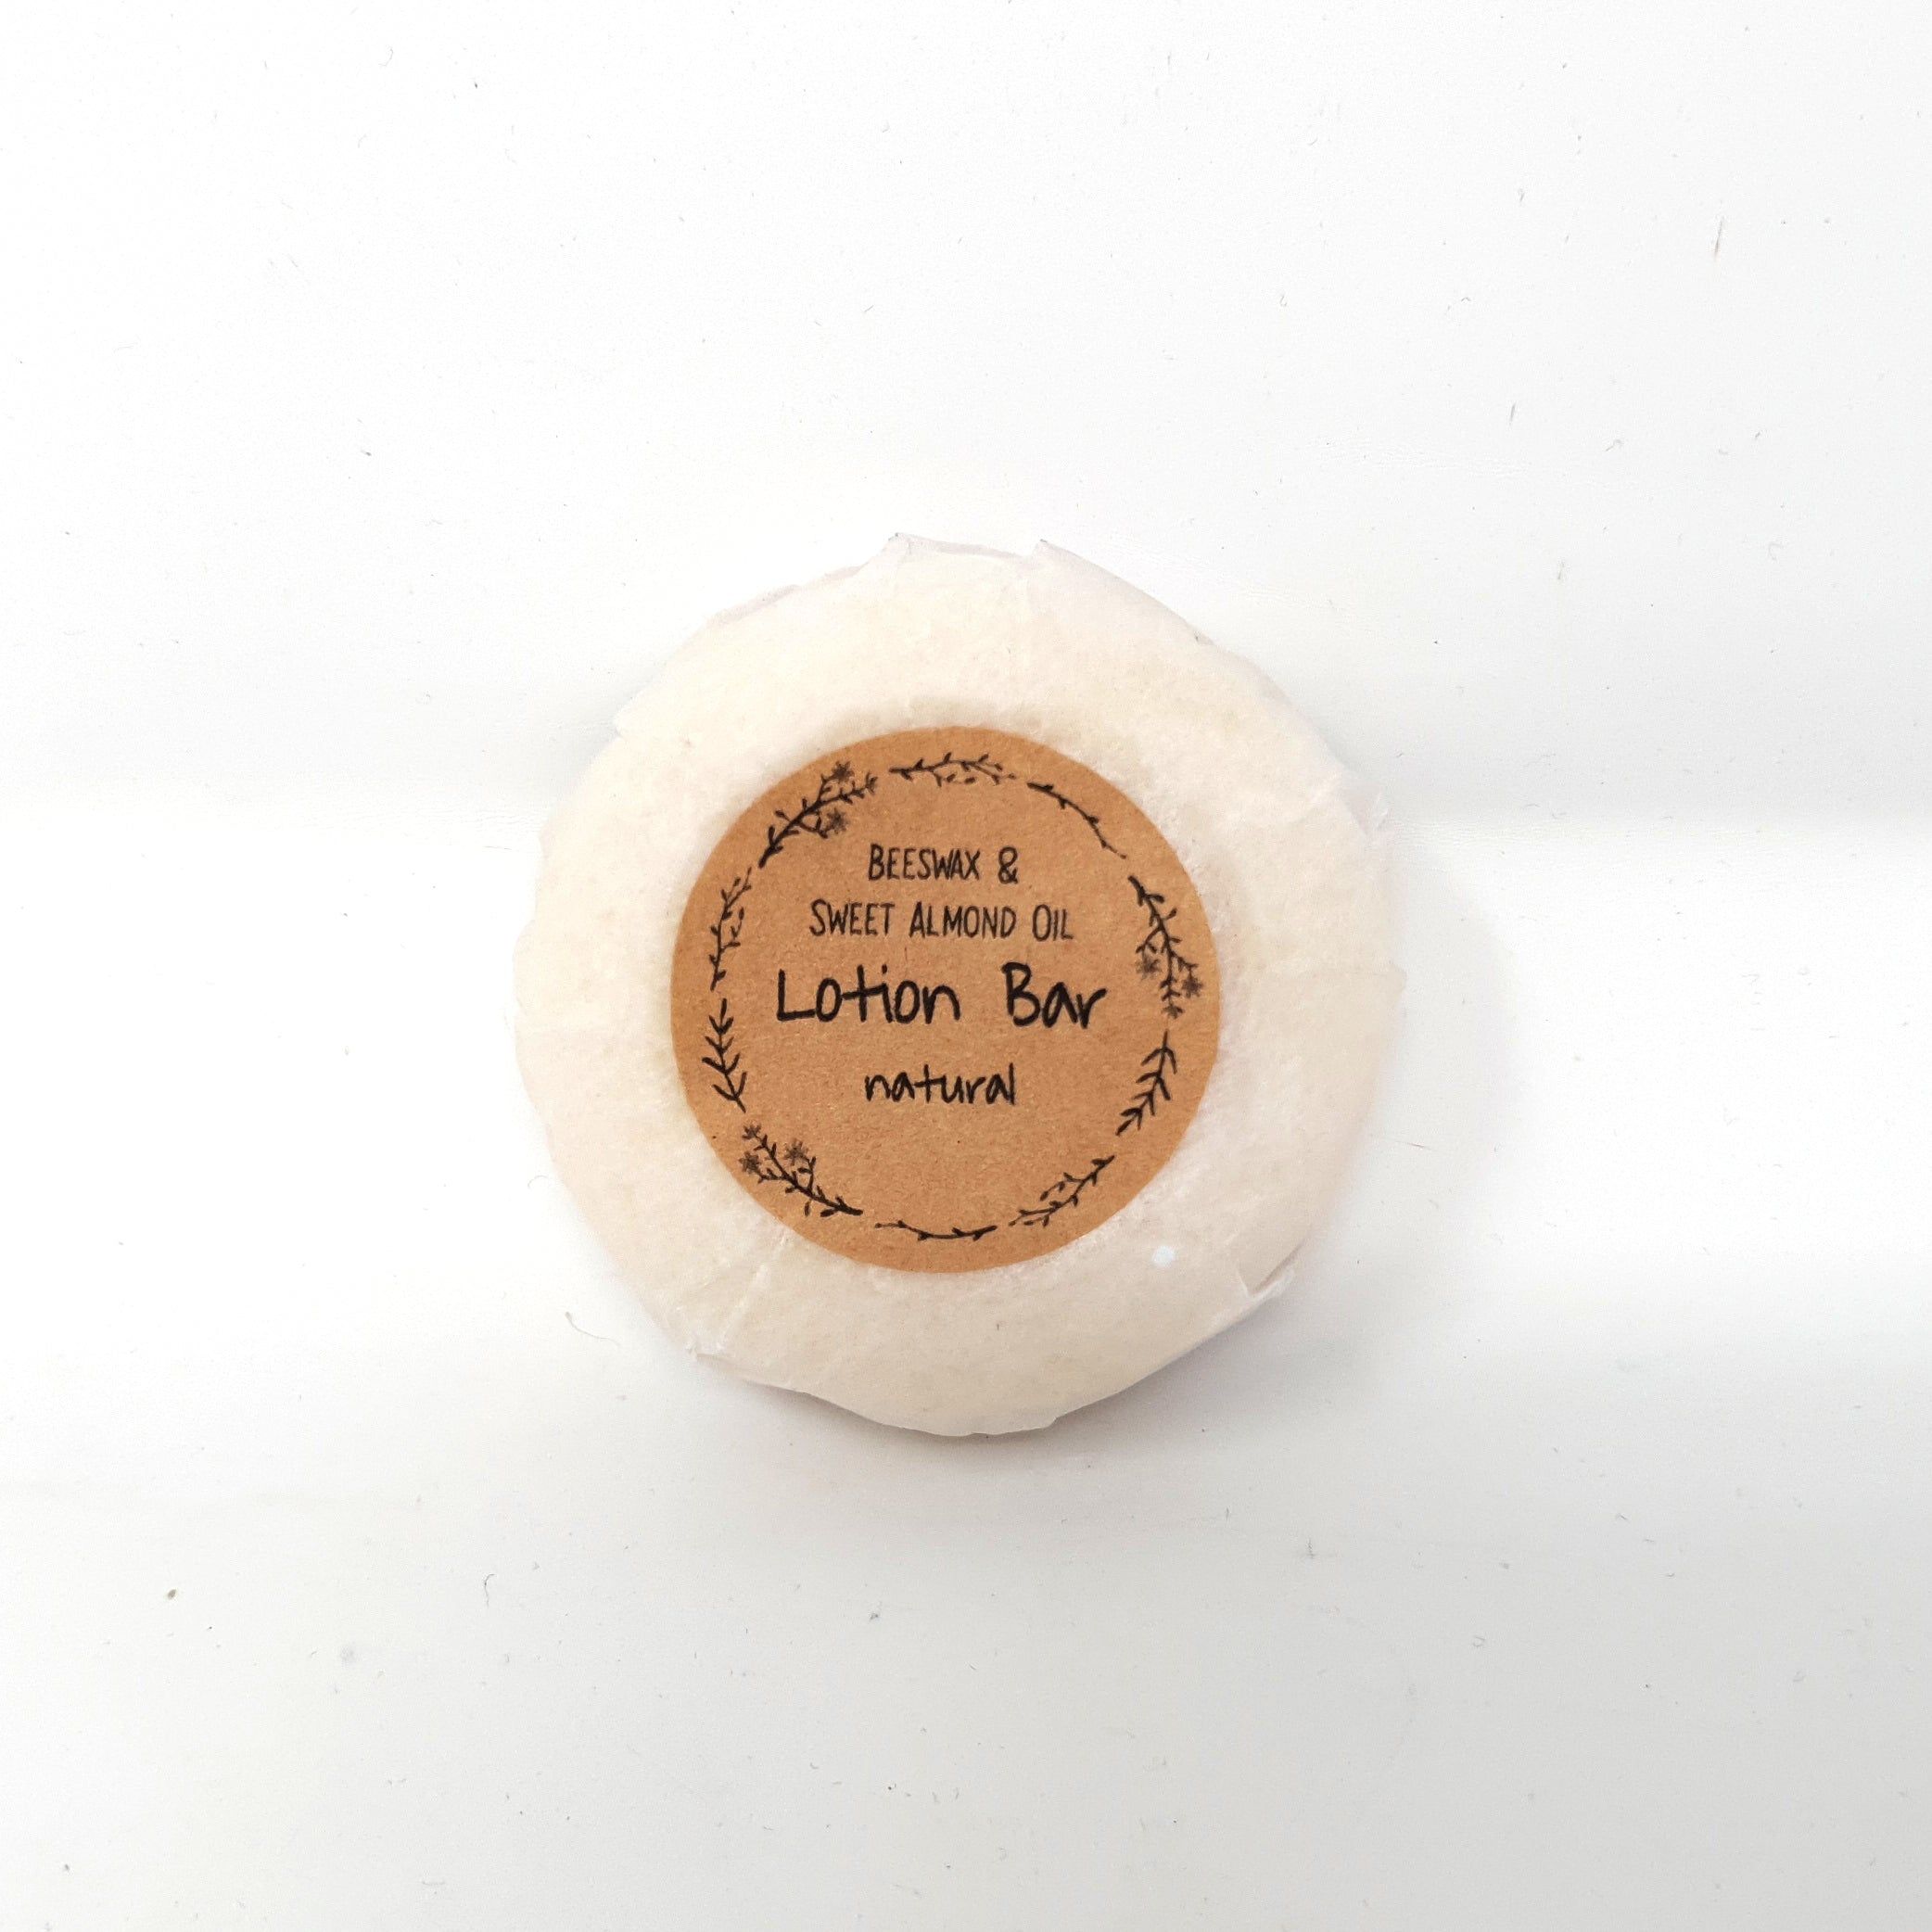 BEESWAX &
SWEET ALMOND OIL
Lotion Bar
natural